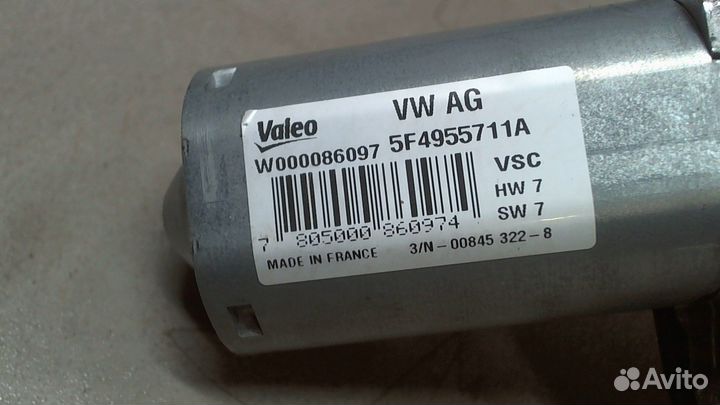 VW AG
Valeo
W000086097 5F4955711A
VSC
HW 7
SW 7
7 805000 860974
MADE IN FRANCE 3/N-00845 322-8
Avito